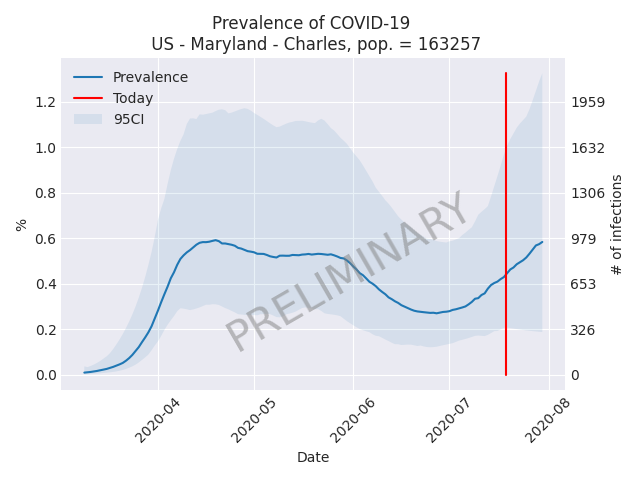 Prevalence of COVID-19
US - Maryland - Charles, pop. = 163257
Prevalence
Today
95CI
1.2
1.0
0.8
0.6
0.4
0.2
0.0
%
1959
1632
1306
979
653
326
0
# of infections
PRELIMINARY
2020-04
2020-05
2020-06
2020-07
2020-08
Date